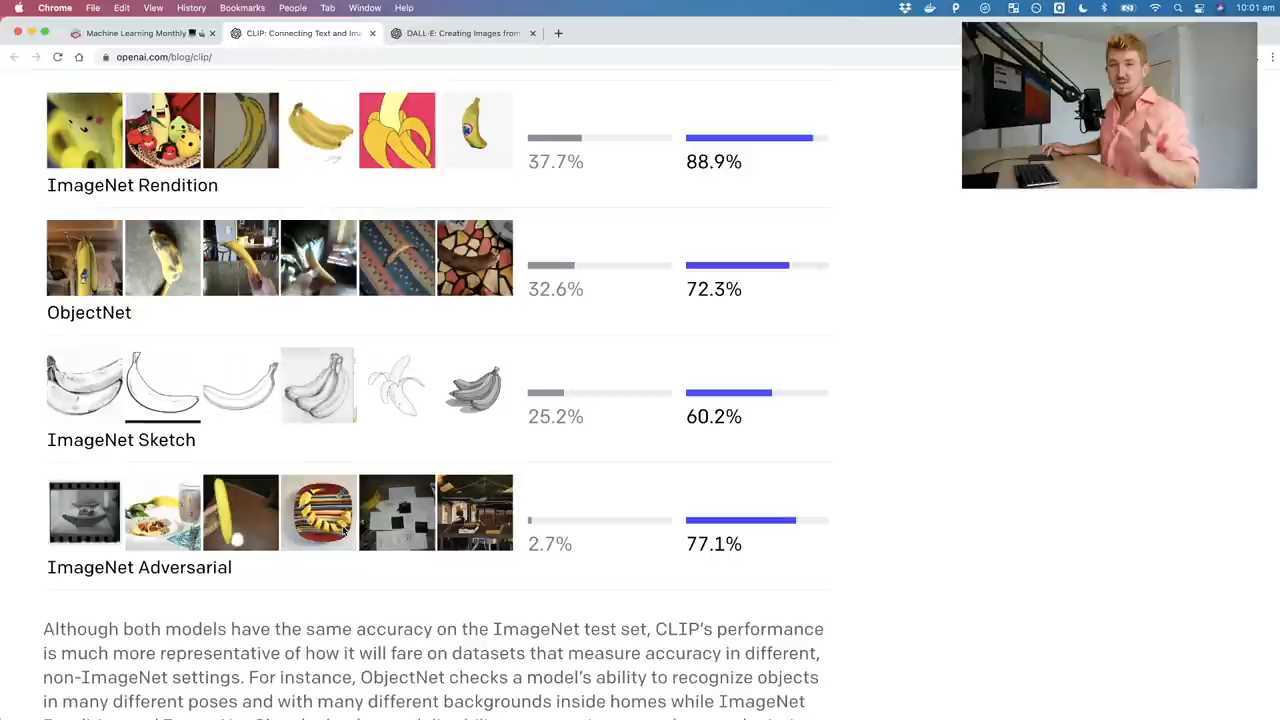 Chrome File Edit View History Bookmarks People Tab Window Help 10:01 am
Machine Learning Monthly CLIP: Connecting Text and Ima DALL·E: Creating Images from
openai.com/blog/clip/
37.7% 88.9%
ImageNet Rendition
32.6% 72.3%
ObjectNet
25.2% 60.2%
ImageNet Sketch
2.7% 77.1%
ImageNet Adversarial
Although both models have the same accuracy on the ImageNet test set, CLIP's performance
is much more representative of how it will fare on datasets that measure accuracy in different,
non-ImageNet settings. For instance, ObjectNet checks a model's ability to recognize objects
in many different poses and with many different backgrounds inside homes while ImageNet